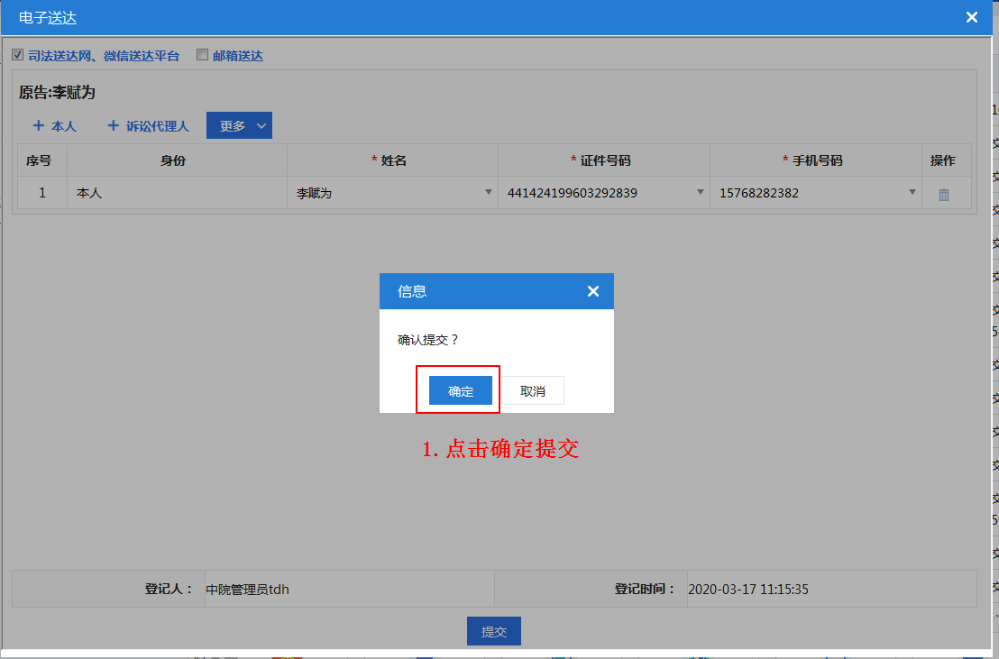 电子送达
司法送达网、微信送达平台 邮箱送达
原告:李赋为
+ 本人 + 诉讼代理人 更多
序号 身份 * 姓名 * 证件号码 * 手机号码 操作
1 本人 李赋为 441424199603292839 15768282382
信息
确认提交？
确定 取消
1. 点击确定提交
登记人： 中院管理员tdh 登记时间： 2020-03-17 11:15:35
提交